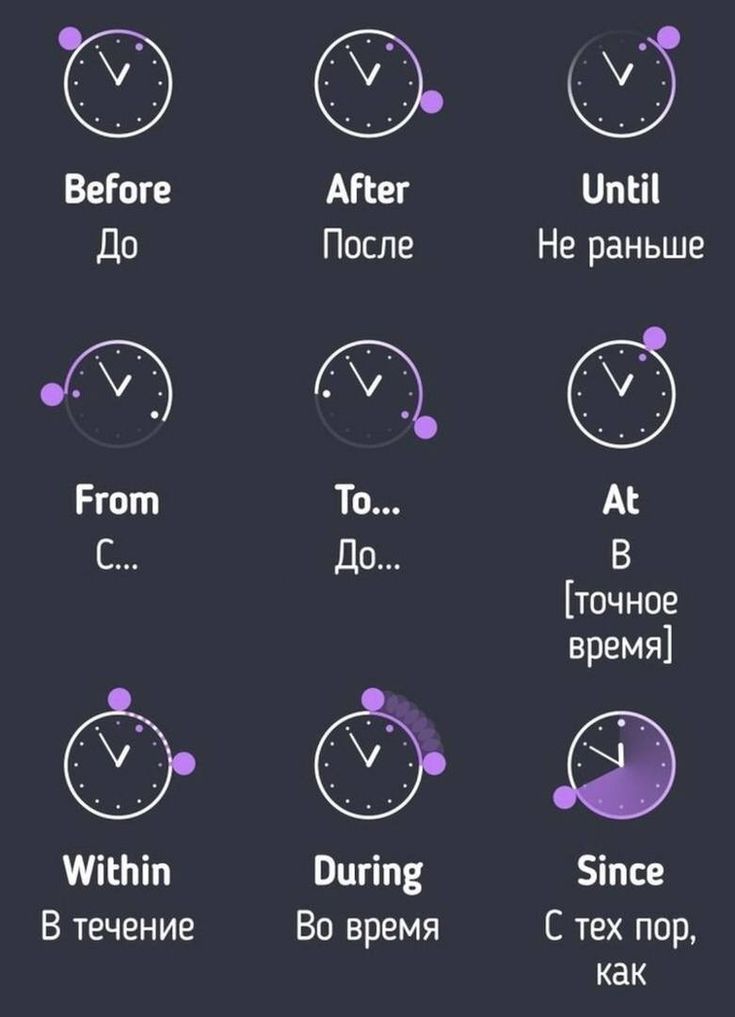 Before
До
After
После
Until
Не раньше
From
С...
To...
До...
At
В
[точное
время]
Within
В течение
During
Во время
Since
С тех пор,
как